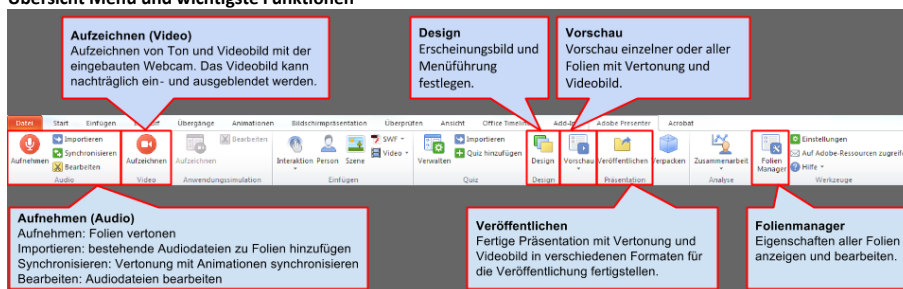 Übersicht Menü und wichtigste Funktionen
Aufzeichnen (Video)
Aufzeichnen von Ton und Videobild mit der
eingebauten Webcam. Das Videobild kann
nachträglich ein- und ausgeblendet werden.
Design
Erscheinungsbild und
Menüführung
festlegen.
Vorschau
Vorschau einzelner oder aller
Folien mit Vertonung und
Videobild.
Datei Start Einfügen Übergänge Animationen Bildschirmpräsentation Überprüfen Ansicht Office Adobe Presenter Acrobat
Aufnehmen
Importieren
Synchronisieren
Bearbeiten
Audio
Aufzeichnen
Video
Aufzeichnen
Bearbeiten
Anwendungssimulation
Interaktion Person Szene
SWF
Video
Einfügen
Verwalten
Importieren
Quiz hinzufügen
Quiz
Design
Design
Vorschau Veröffentlichen Verpacken
Präsentation
Zusammenarbeit
Analyse
Folien
Manager
Einstellungen
Auf Adobe-Ressourcen
Hilfe
Werkzeuge
Aufnehmen (Audio)
Aufnehmen: Folien vertonen
Importieren: bestehende Audiodateien zu Folien hinzufügen
Synchronisieren: Vertonung mit Animationen synchronisieren
Bearbeiten: Audiodateien bearbeiten
Veröffentlichen
Fertige Präsentation mit Vertonung und
Videobild in verschiedenen Formaten für
die Veröffentlichung fertigstellen.
Folienmanager
Eigenschaften aller Folien
anzeigen und bearbeiten.